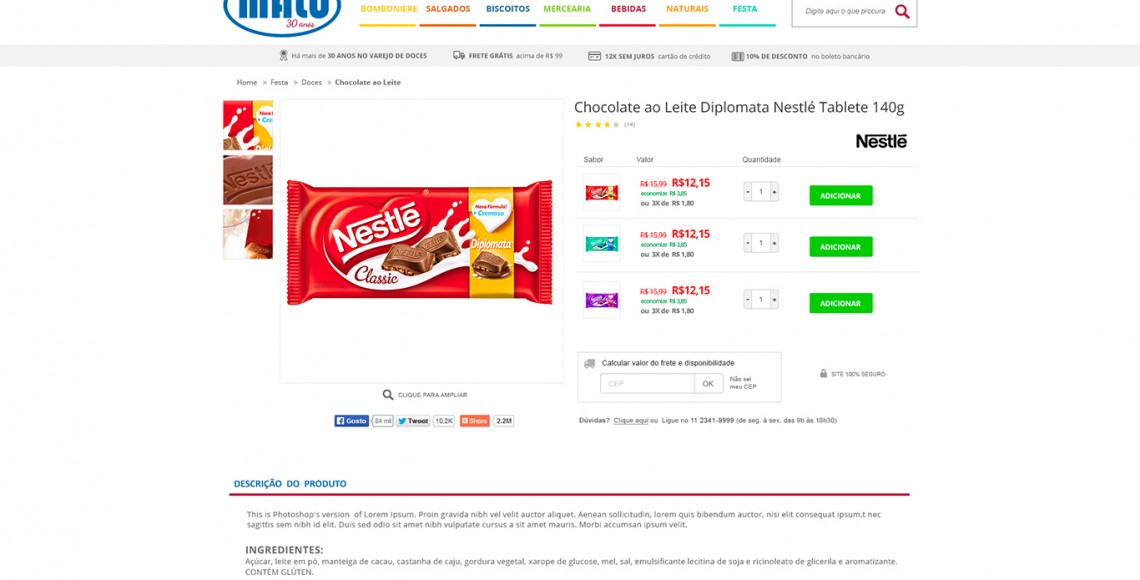 MATO
30 anos
BOMBONIERE SALGADOS BISCOITOS MERCEARIA BEBIDAS NATURAIS FESTA
Digite aqui o que procura
Há mais de 30 ANOS NO VAREJO DE DOCES FRETE GRÁTIS acima de R$ 99 12X SEM JUROS cartão de crédito 10% DE DESCONTO no boleto bancário
Home > Festa > Doces > Chocolate ao Leite
Chocolate ao Leite Diplomata Nestlé Tablete 140g
(14)
Nestlé
Sabor Valor Quantidade
R$ 15,99 R$12,15
economize R$ 3,85
ou 3X de R$ 1,80
- 1 +
ADICIONAR
R$ 15,99 R$12,15
economize R$ 3,85
ou 3X de R$ 1,80
- 1 +
ADICIONAR
R$ 15,99 R$12,15
economize R$ 3,85
ou 3X de R$ 1,80
- 1 +
ADICIONAR
Nestlé
Nestlé
Classic
Nova Fórmula!
+ Cremoso
Diplomata
Calcular valor do frete e disponibilidade
CEP OK
Não sei
meu CEP
SITE 100% SEGURO
CLIQUE PARA AMPLIAR
Gosto 84 mil Tweet 10.2K Share 2.2M
Dúvidas? Clique aqui ou Ligue no 11 2341-9999 (de seg. à sex. das 9h às 18h30)
DESCRIÇÃO DO PRODUTO
This is Photoshop's version of Lorem Ipsum. Proin gravida nibh vel velit auctor aliquet. Aenean sollicitudin, lorem quis bibendum auctor, nisi elit consequat ipsum,t nec
sagittis sem nibh id elit. Duis sed odio sit amet nibh vulputate cursus a sit amet mauris. Morbi accumsan ipsum velit.
INGREDIENTES:
Açúcar, leite em pó, manteiga de cacau, castanha de caju, gordura vegetal, xarope de glucose, mel, sal, emulsificante lecitina de soja e ricinoleato de glicerila e aromatizante.
CONTÉM GLÚTEN.